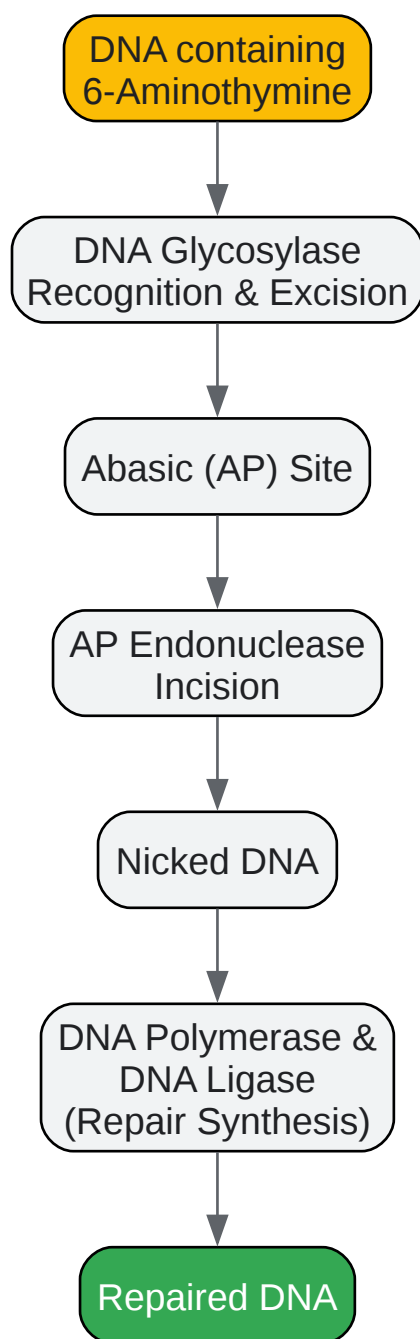 DNA containing
6-Aminothymine
DNA Glycosylase
Recognition & Excision
Abasic (AP) Site
AP Endonuclease
Incision
Nicked DNA
DNA Polymerase &
DNA Ligase
(Repair Synthesis)
Repaired DNA